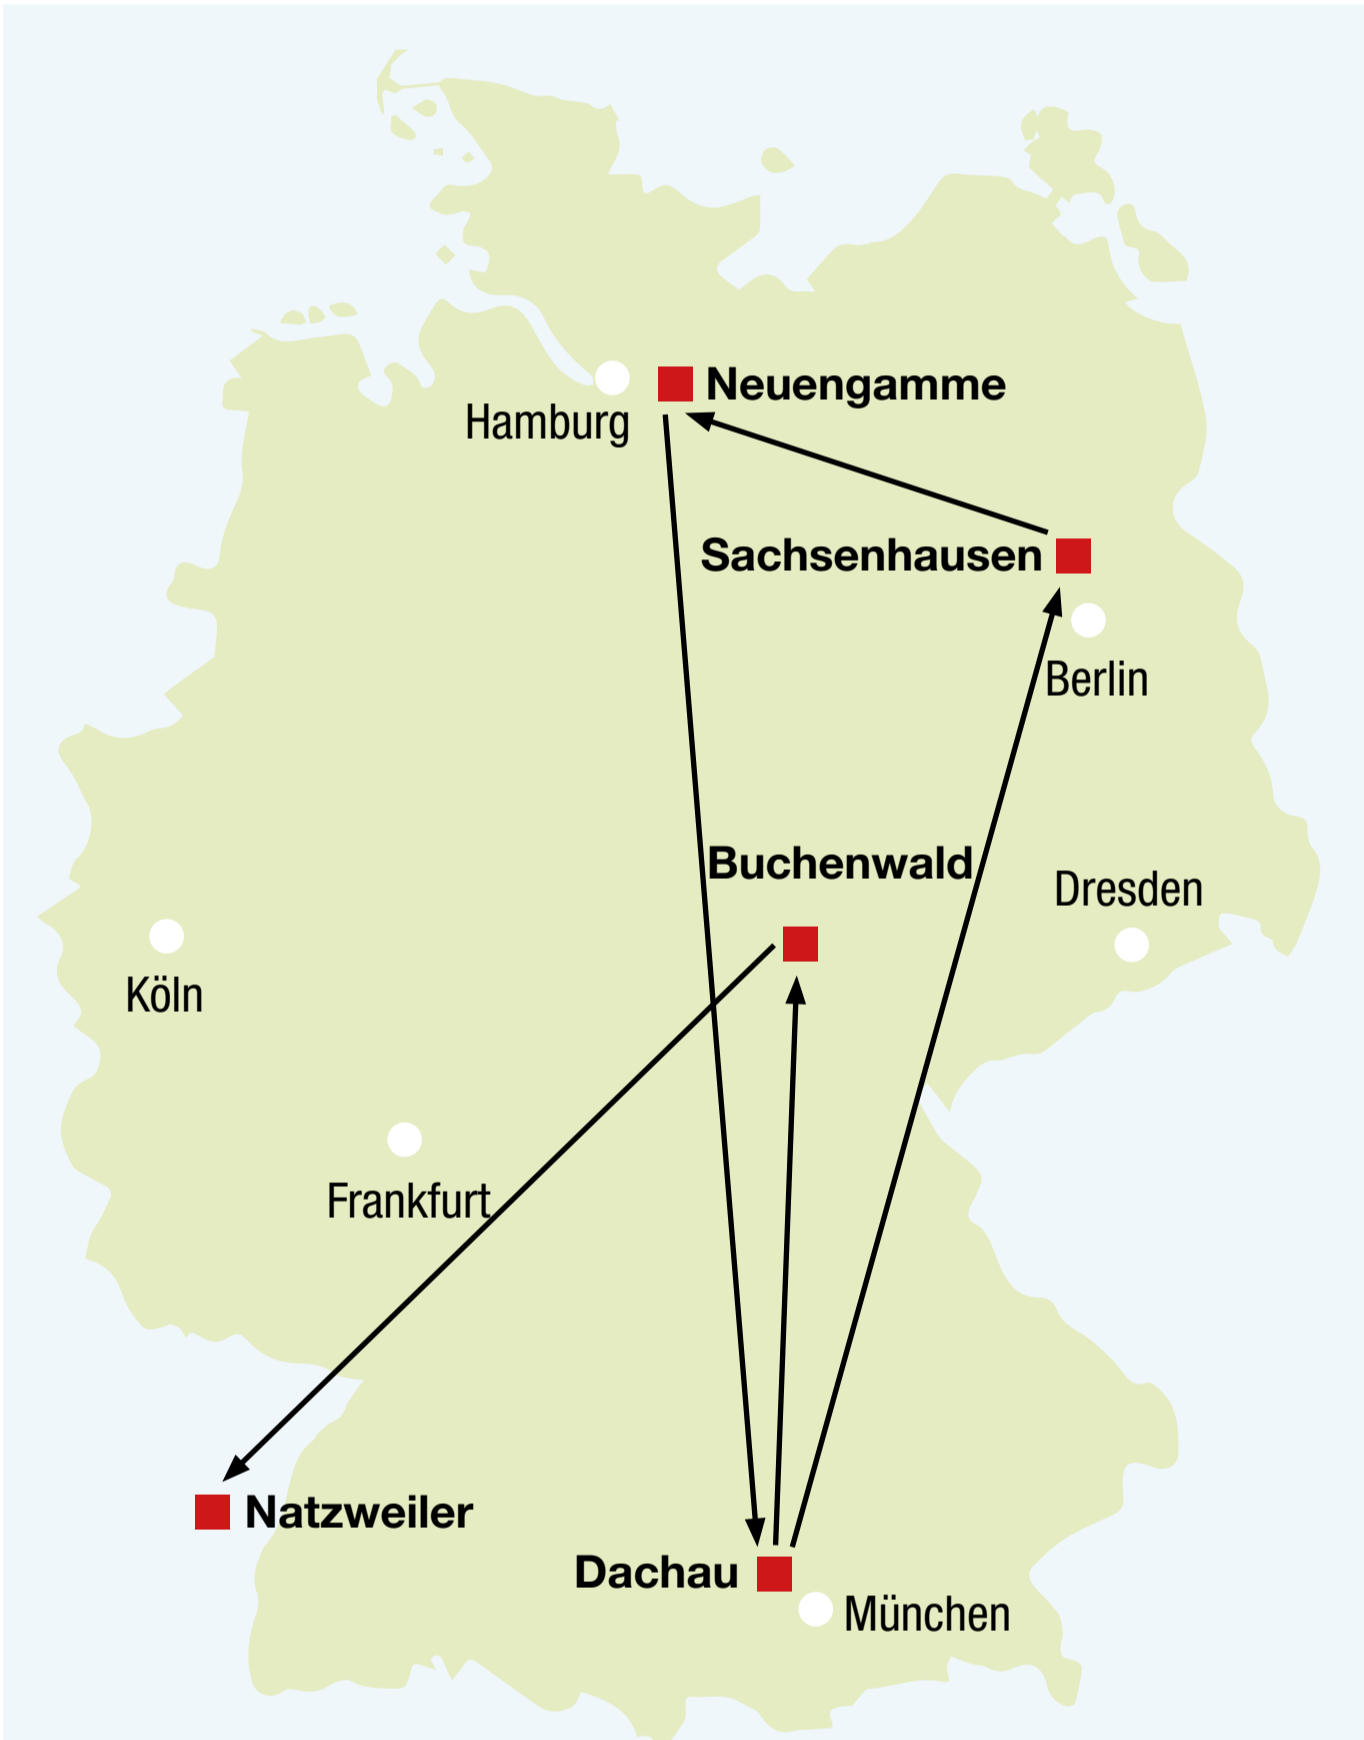 Neuengamme
Hamburg
Sachsenhausen
Berlin
Buchenwald
Dresden
Köln
Frankfurt
Natzweiler
Dachau
München